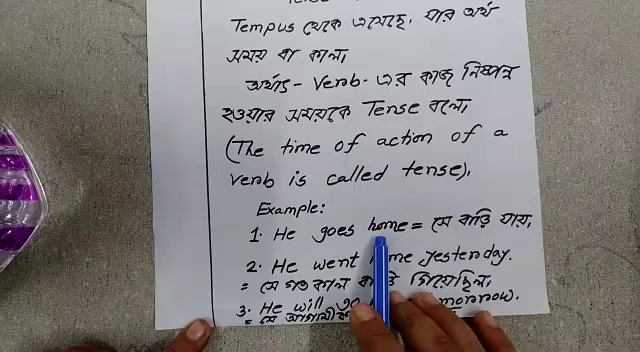 Tempus থেকে এসেছে, যার অর্থ
সময় বা কাল।
অর্থাৎ - Verb-এর কাজ নিষ্পন্ন
হওয়ার সময়কে Tense বলে।
(The time of action of a
verb is called tense).
Example:
1. He goes home = সে বাড়ি যায়,
2. He went yesterday.
= সে গত কাল গিয়েছিল,
3. He will go
= সে